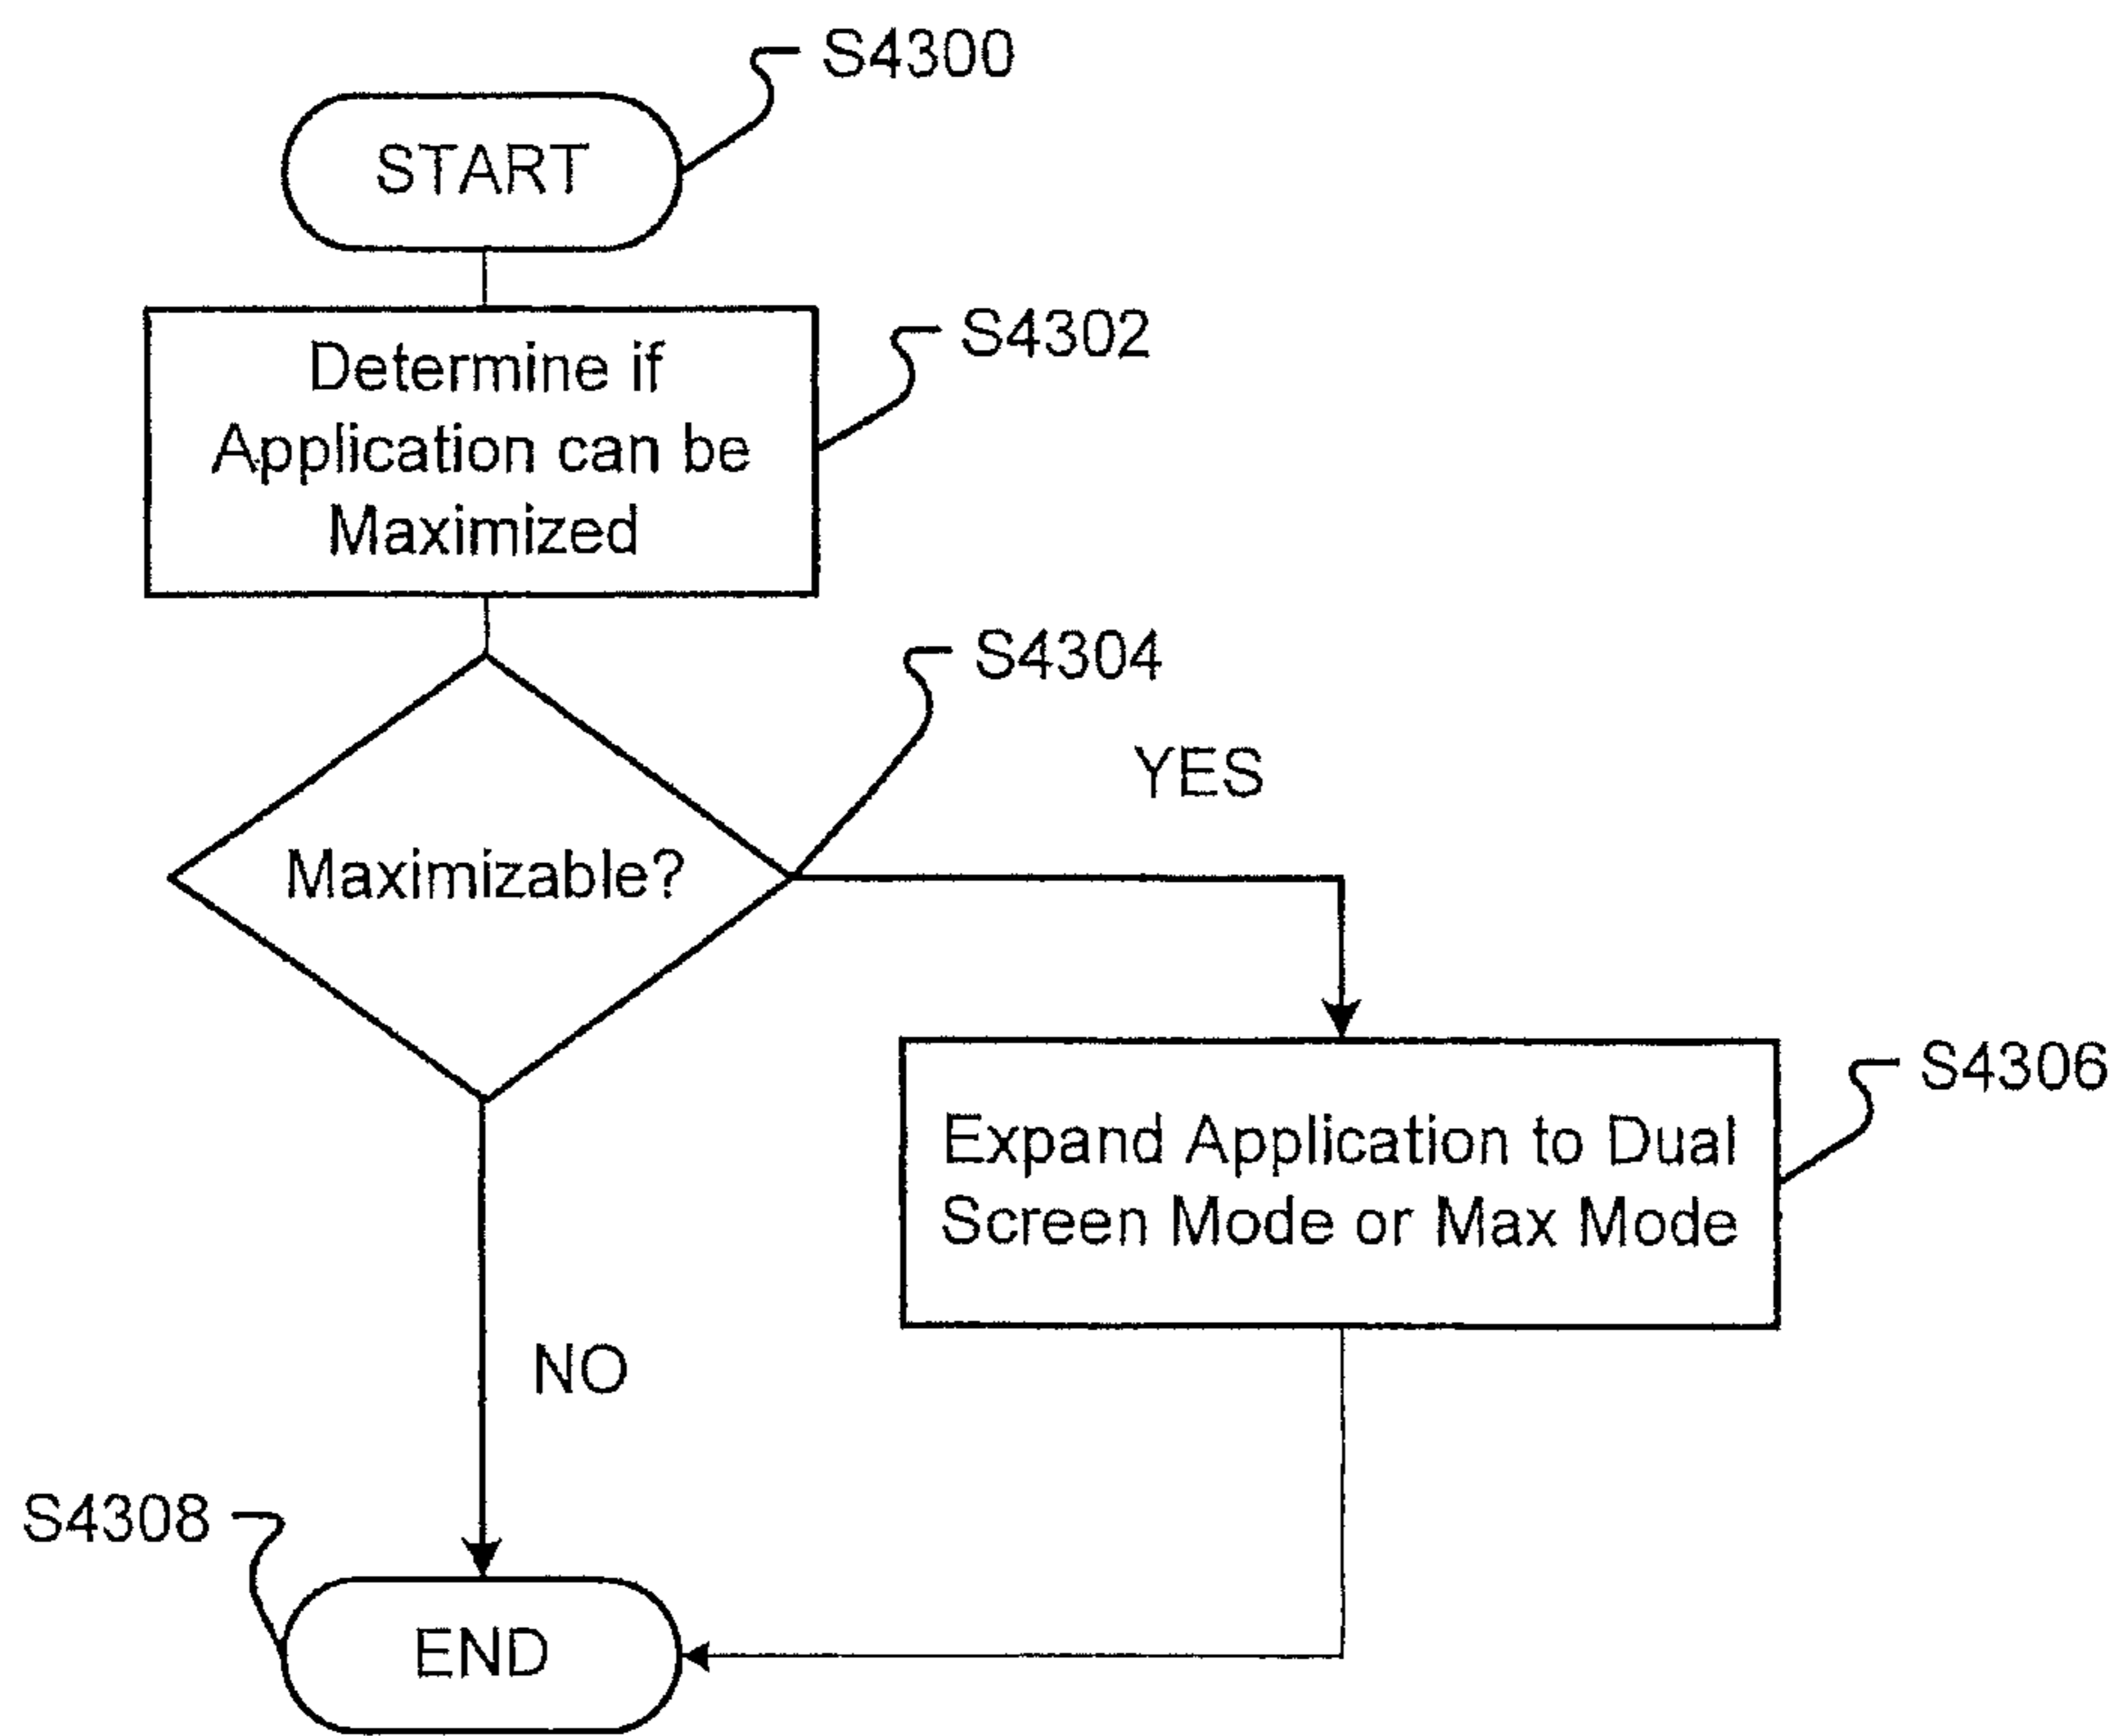 S4300
START
S4302
Determine if
Application can be
Maximized
S4304
YES
Maximizable?
S4306
Expand Application to Dual
Screen Mode or Max Mode
NO
S4308
END